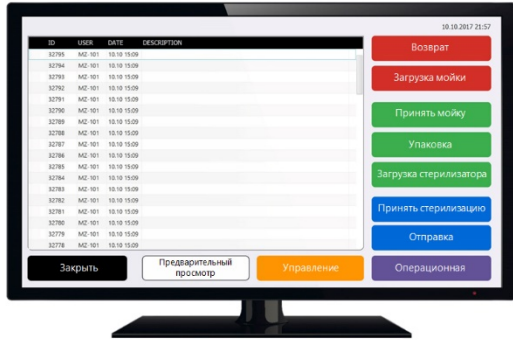 10.10.2017 21:57
ID USER DATE DESCRIPTION
32795 MZ-101 10.10 15:09
32794 MZ-101 10.10 15:09
32793 MZ-101 10.10 15:09
32792 MZ-101 10.10 15:09
32791 MZ-101 10.10 15:09
32790 MZ-101 10.10 15:09
32789 MZ-101 10.10 15:09
32788 MZ-101 10.10 15:09
32787 MZ-101 10.10 15:09
32786 MZ-101 10.10 15:09
32785 MZ-101 10.10 15:09
32784 MZ-101 10.10 15:09
32783 MZ-101 10.10 15:09
32782 MZ-101 10.10 15:09
32781 MZ-101 10.10 15:09
32780 MZ-101 10.10 15:09
32779 MZ-101 10.10 15:09
32778 MZ-101 10.10 15:09
Возврат
Загрузка мойки
Принять мойку
Упаковка
Загрузка стерилизатора
Принять стерилизацию
Отправка
Закрыть
Предварительный
просмотр
Управление
Операционная